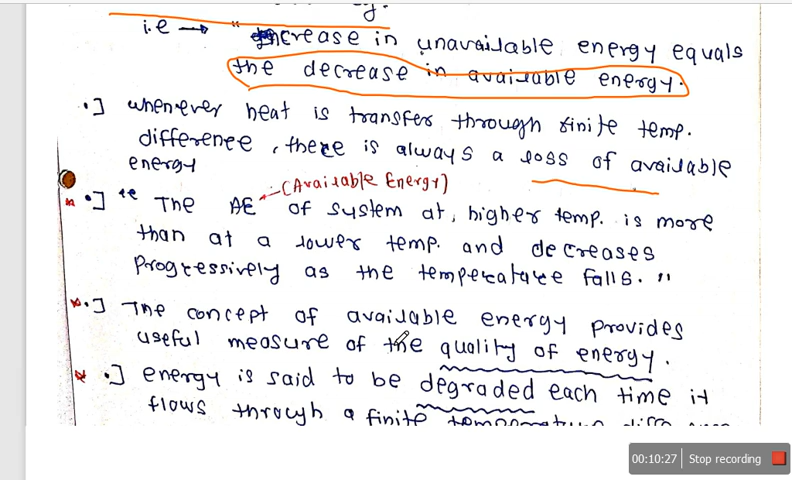 i.e → " Increase in unavailable energy equals
the decrease in available energy.
•] whenever heat is transfer through finite temp.
difference, there is always a loss of available
energy
(Available Energy)
•] " The AE of system at, higher temp. is more
than at a lower temp. and decreases
progressively as the temperature falls. "
•] The concept of available energy provides
useful measure of the quality of energy.
•] energy is said to be degraded each time it
flows through a finite temperature
00:10:27 Stop recording